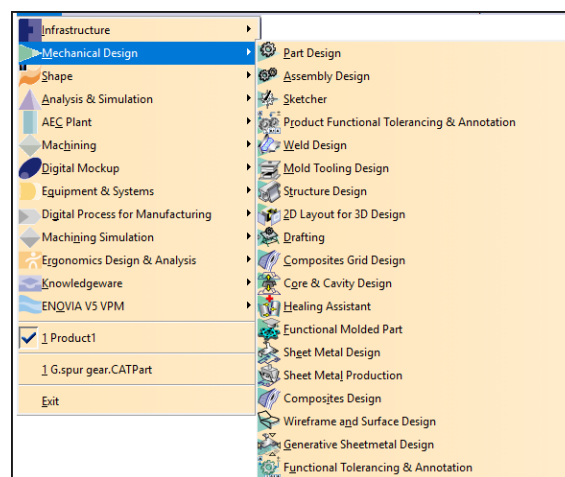 Infrastructure
Mechanical Design
Shape
Analysis & Simulation
AEC Plant
Machining
Digital Mockup
Equipment & Systems
Digital Process for Manufacturing
Machining Simulation
Ergonomics Design & Analysis
Knowledgeware
ENOVIA V5 VPM
1 Product1
1 G.spur gear.CATPart
Exit
Part Design
Assembly Design
Sketcher
Product Functional Tolerancing & Annotation
Weld Design
Mold Tooling Design
Structure Design
2D Layout for 3D Design
Drafting
Composites Grid Design
Core & Cavity Design
Healing Assistant
Functional Molded Part
Sheet Metal Design
Sheet Metal Production
Composites Design
Wireframe and Surface Design
Generative Sheetmetal Design
Functional Tolerancing & Annotation